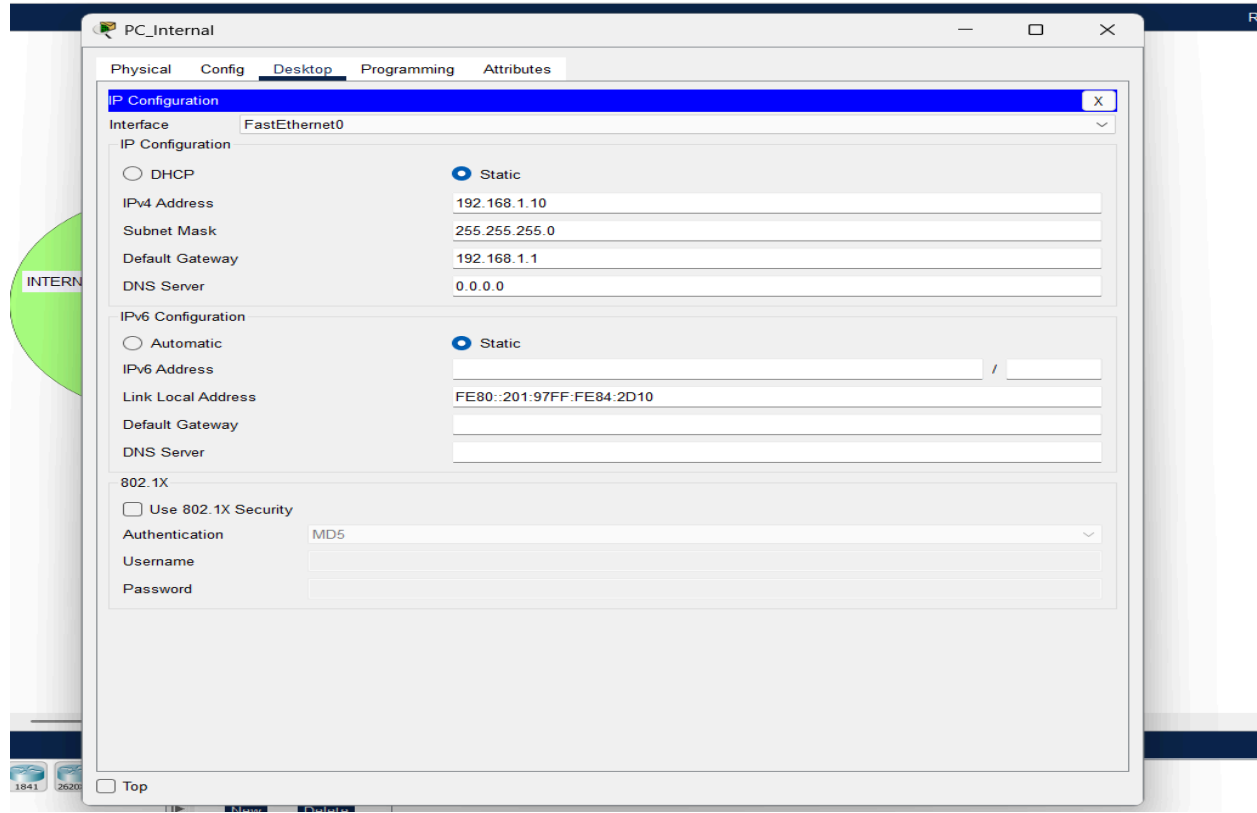 R
PC_Internal
Physical Config Desktop Programming Attributes
IP Configuration X
Interface FastEthernet0
IP Configuration
DHCP Static
IPv4 Address 192.168.1.10
Subnet Mask 255.255.255.0
Default Gateway 192.168.1.1
INTERN
DNS Server 0.0.0.0
IPv6 Configuration
Automatic Static
IPv6 Address /
Link Local Address FE80::201:97FF:FE84:2D10
Default Gateway
DNS Server
802.1X
Use 802.1X Security
Authentication MD5
Username
Password
1841 2620
Top
New Delete